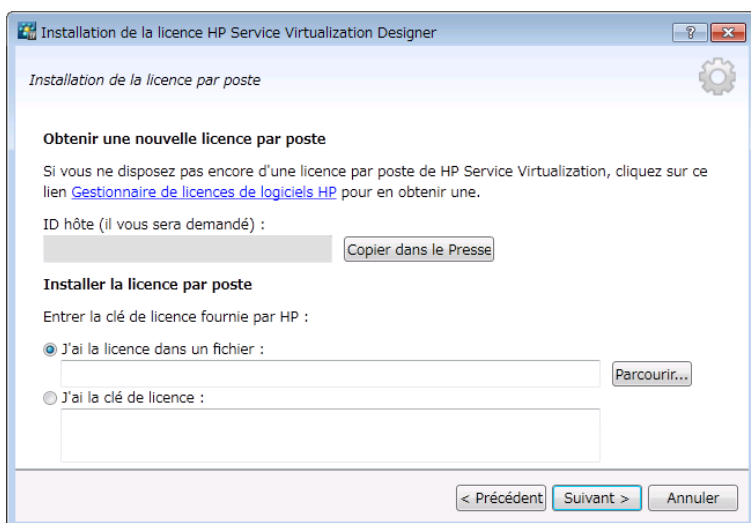 Installation de la licence HP Service Virtualization Designer
Installation de la licence par poste
Obtenir une nouvelle licence par poste
Si vous ne disposez pas encore d'une licence par poste de HP Service Virtualization, cliquez sur ce
lien Gestionnaire de licences de logiciels HP pour en obtenir une.
ID hôte (il vous sera demandé) :
Copier dans le Presse
Installer la licence par poste
Entrer la clé de licence fournie par HP :
J'ai la licence dans un fichier :
Parcourir...
J'ai la clé de licence :
< Précédent
Suivant >
Annuler